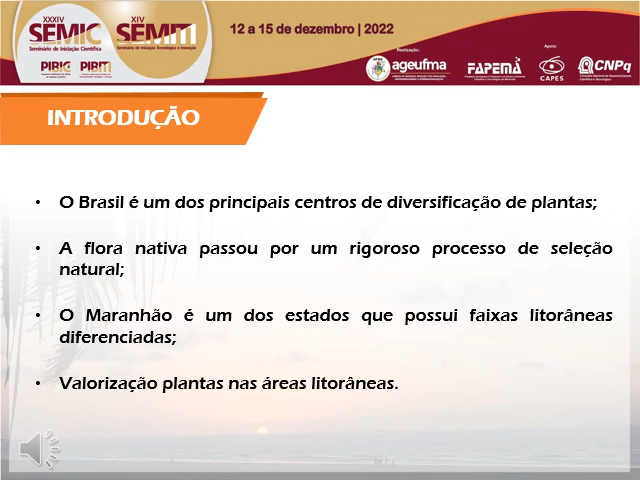 XXXIV
SEMIC
Seminário de Iniciação Científica
PIBIC
XIV
SEMITI
Seminário de Iniciação Tecnológica e Inovação
PIBITI
12 a 15 de dezembro | 2022
Realização:
UFMA
ageufma
Apoio:
FAPEMA
CAPES
CNPq
INTRODUÇÃO
• O Brasil é um dos principais centros de diversificação de plantas;
• A flora nativa passou por um rigoroso processo de seleção
natural;
• O Maranhão é um dos estados que possui faixas litorâneas
diferenciadas;
• Valorização plantas nas áreas litorâneas.